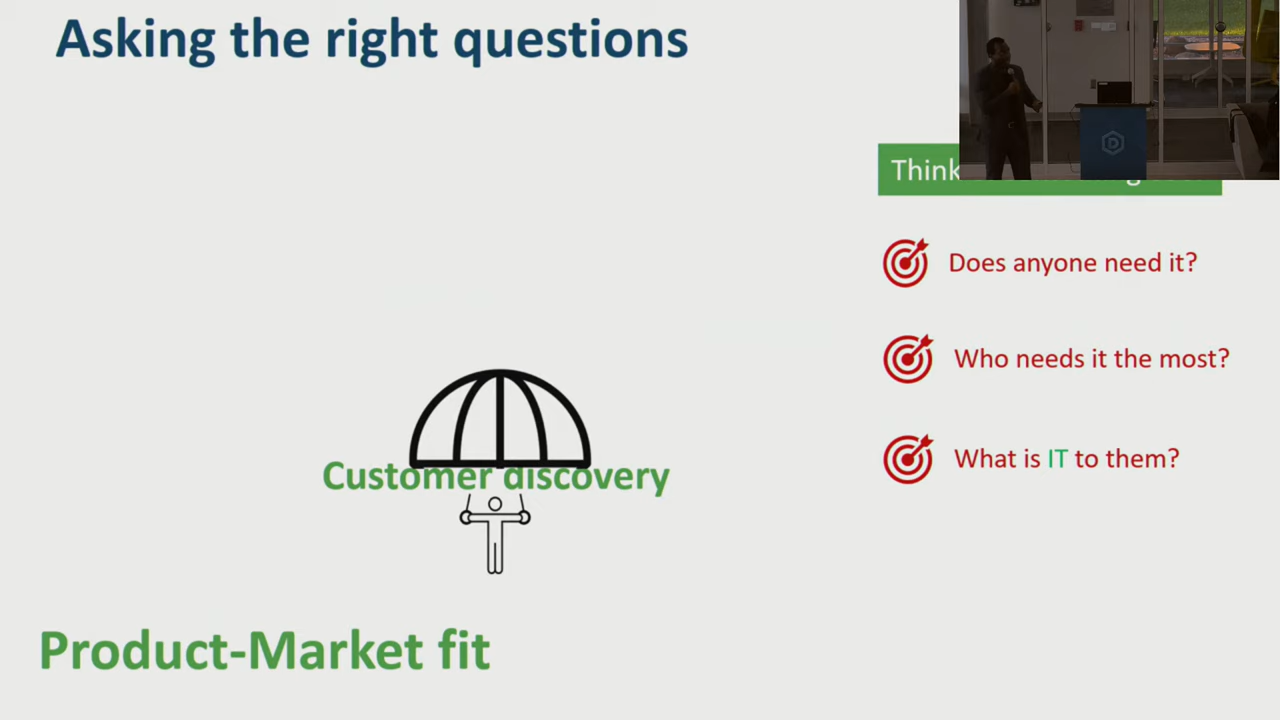 Asking the right questions
Think
Does anyone need it?
Who needs it the most?
What is IT to them?
Customer discovery
Product-Market fit